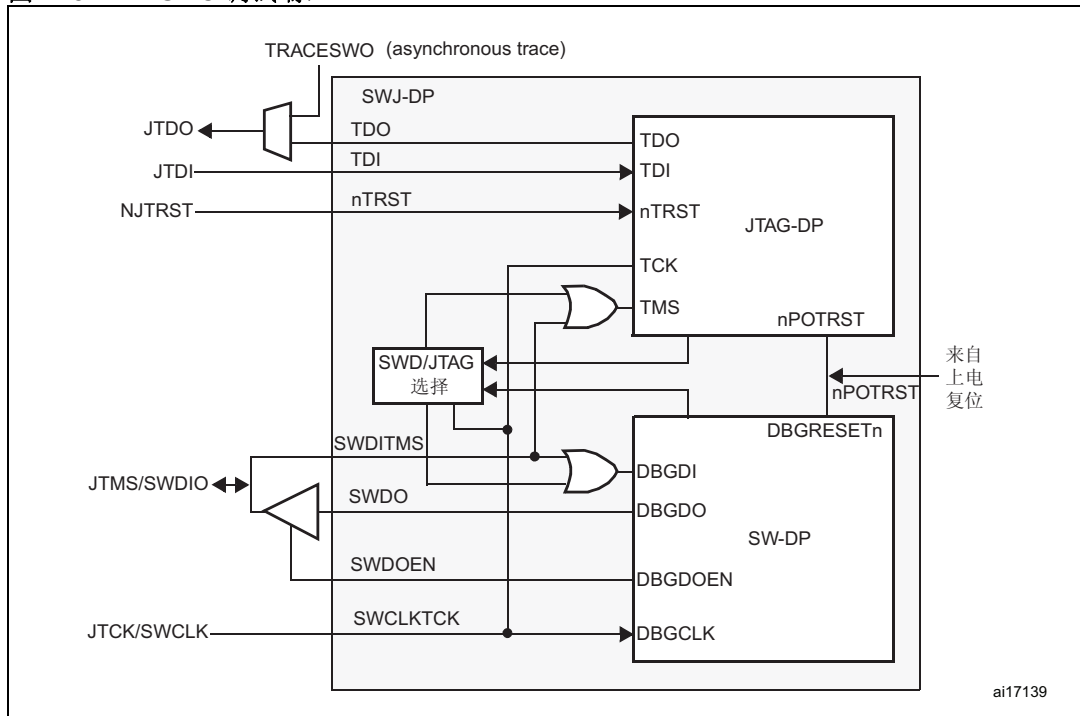 TRACESWO (asynchronous trace)
SWJ-DP
JTDO
TDO
TDO
JTDI
TDI
TDI
NJTRST
nTRST
nTRST
JTAG-DP
TCK
TMS
nPOTRST
SWD/JTAG
选择
来自
上电
复位
nPOTRST
DBGRESETn
SWDITMS
DBGDI
JTMS/SWDIO
SWDO
DBGDO
SW-DP
SWDOEN
DBGDOEN
JTCK/SWCLK
SWCLKTCK
DBGCLK
ai17139